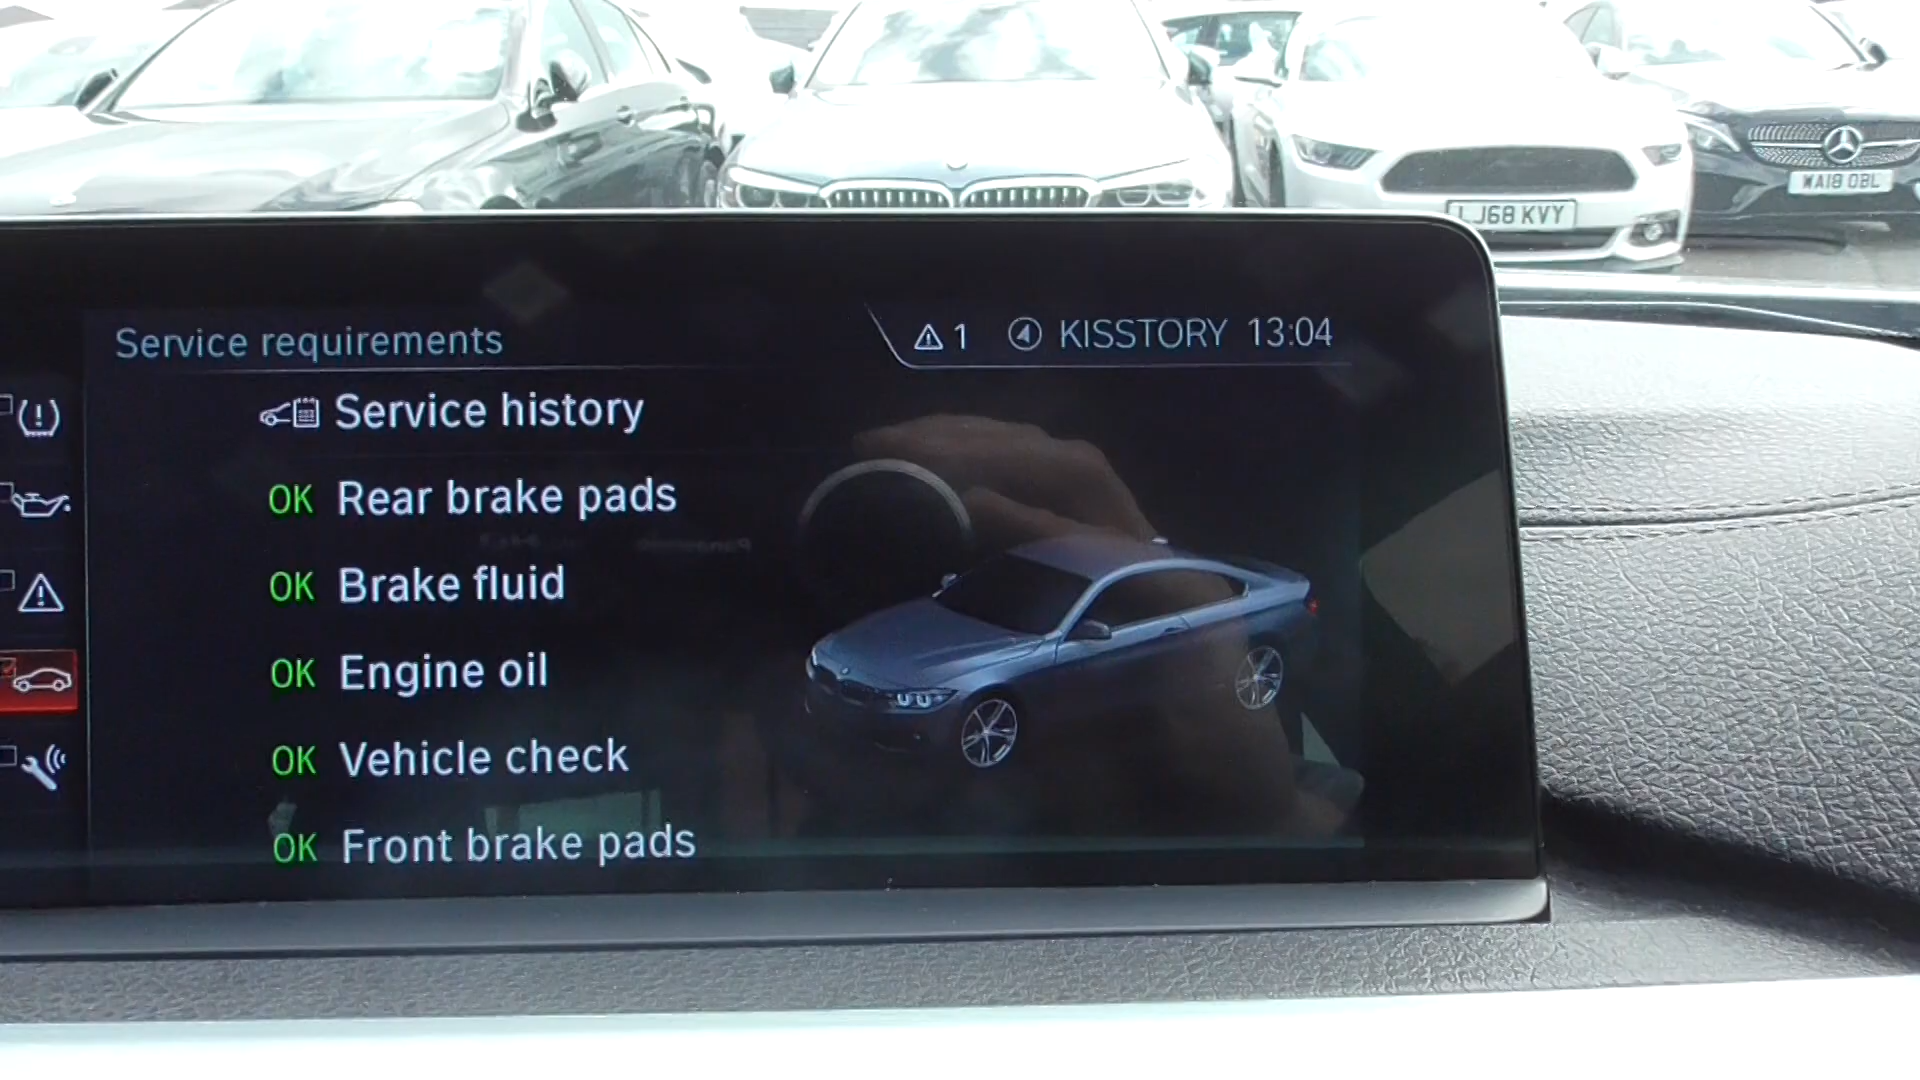 WA18 OBL
LJ68 KVY
Service requirements
1 KISSTORY 13:04
Service history
OK Rear brake pads
OK Brake fluid
OK Engine oil
OK Vehicle check
OK Front brake pads